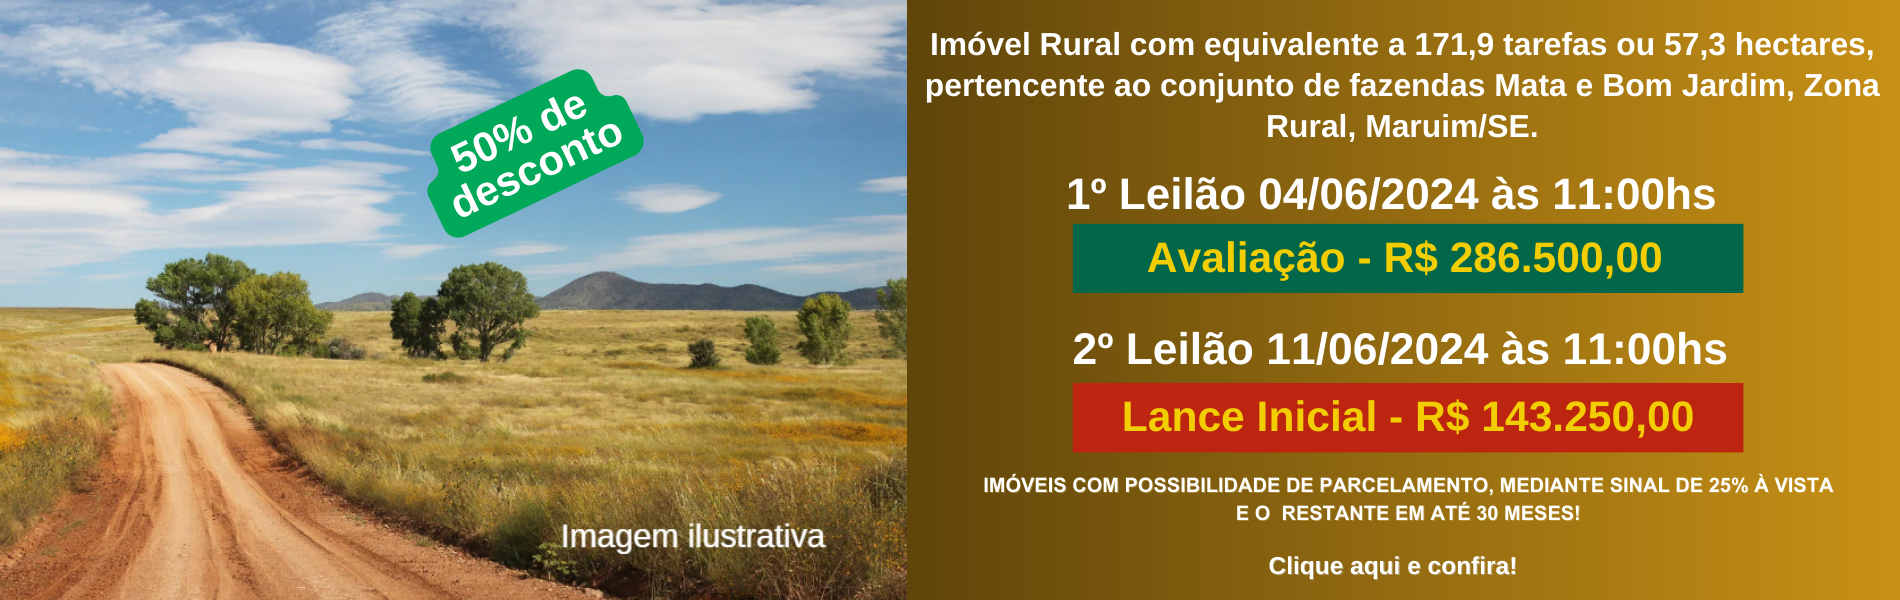 50% de
desconto
Imagem ilustrativa
Imóvel Rural com equivalente a 171,9 tarefas ou 57,3 hectares,
pertencente ao conjunto de fazendas Mata e Bom Jardim, Zona
Rural, Maruim/SE.
1º Leilão 04/06/2024 às 11:00hs
Avaliação - R$ 286.500,00
2º Leilão 11/06/2024 às 11:00hs
Lance Inicial - R$ 143.250,00
IMÓVEIS COM POSSIBILIDADE DE PARCELAMENTO, MEDIANTE SINAL DE 25% À VISTA
E O RESTANTE EM ATÉ 30 MESES!
Clique aqui e confira!